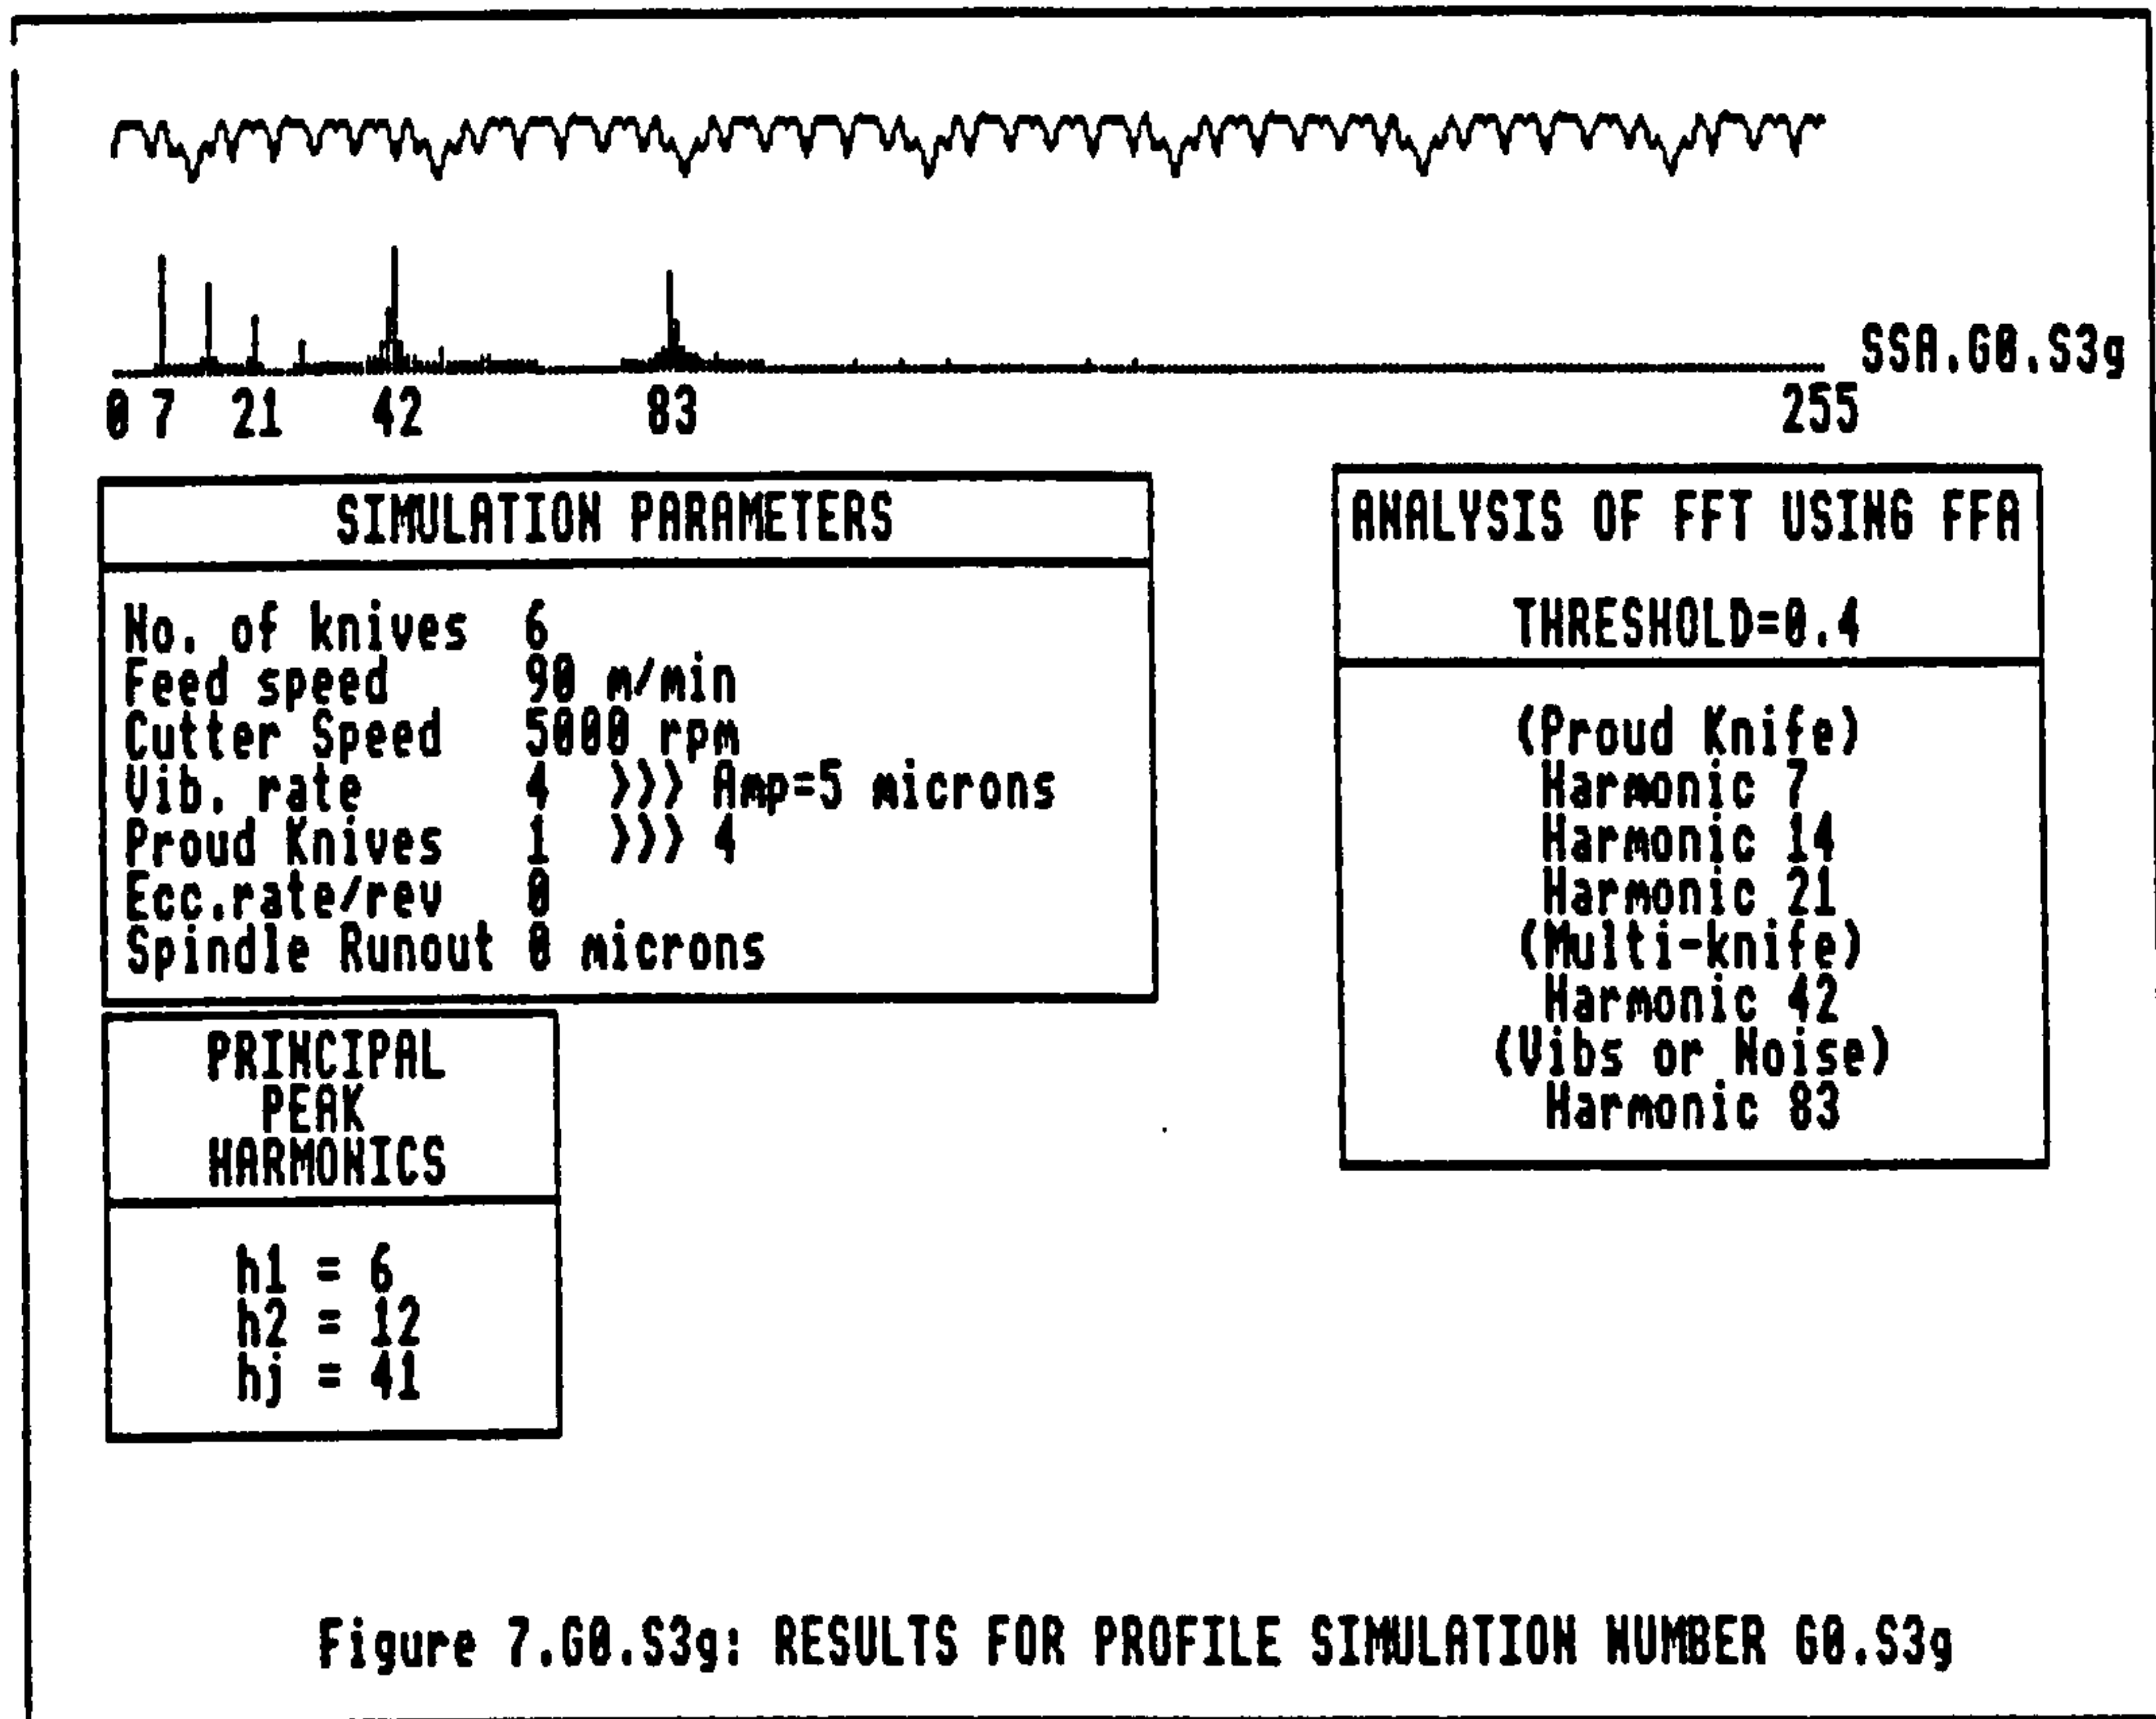 SSA.G0.S3g
0 7 21 42 83 255
SIMULATION PARAMETERS
No. of knives 6
Feed speed 90 m/min
Cutter Speed 5000 rpm
Vib. rate 4 >>> Amp=5 microns
Proud Knives 1 >>> 4
Ecc.rate/rev 0
Spindle Runout 0 microns
ANALYSIS OF FFT USING FFA
THRESHOLD=0.4
(Proud Knife)
Harmonic 7
Harmonic 14
Harmonic 21
(Multi-knife)
Harmonic 42
(Vibs or Noise)
Harmonic 83
PRINCIPAL
PEAK
HARMONICS
h1 = 6
h2 = 12
hj = 41
Figure 7.G0.S3g: RESULTS FOR PROFILE SIMULATION NUMBER G0.S3g